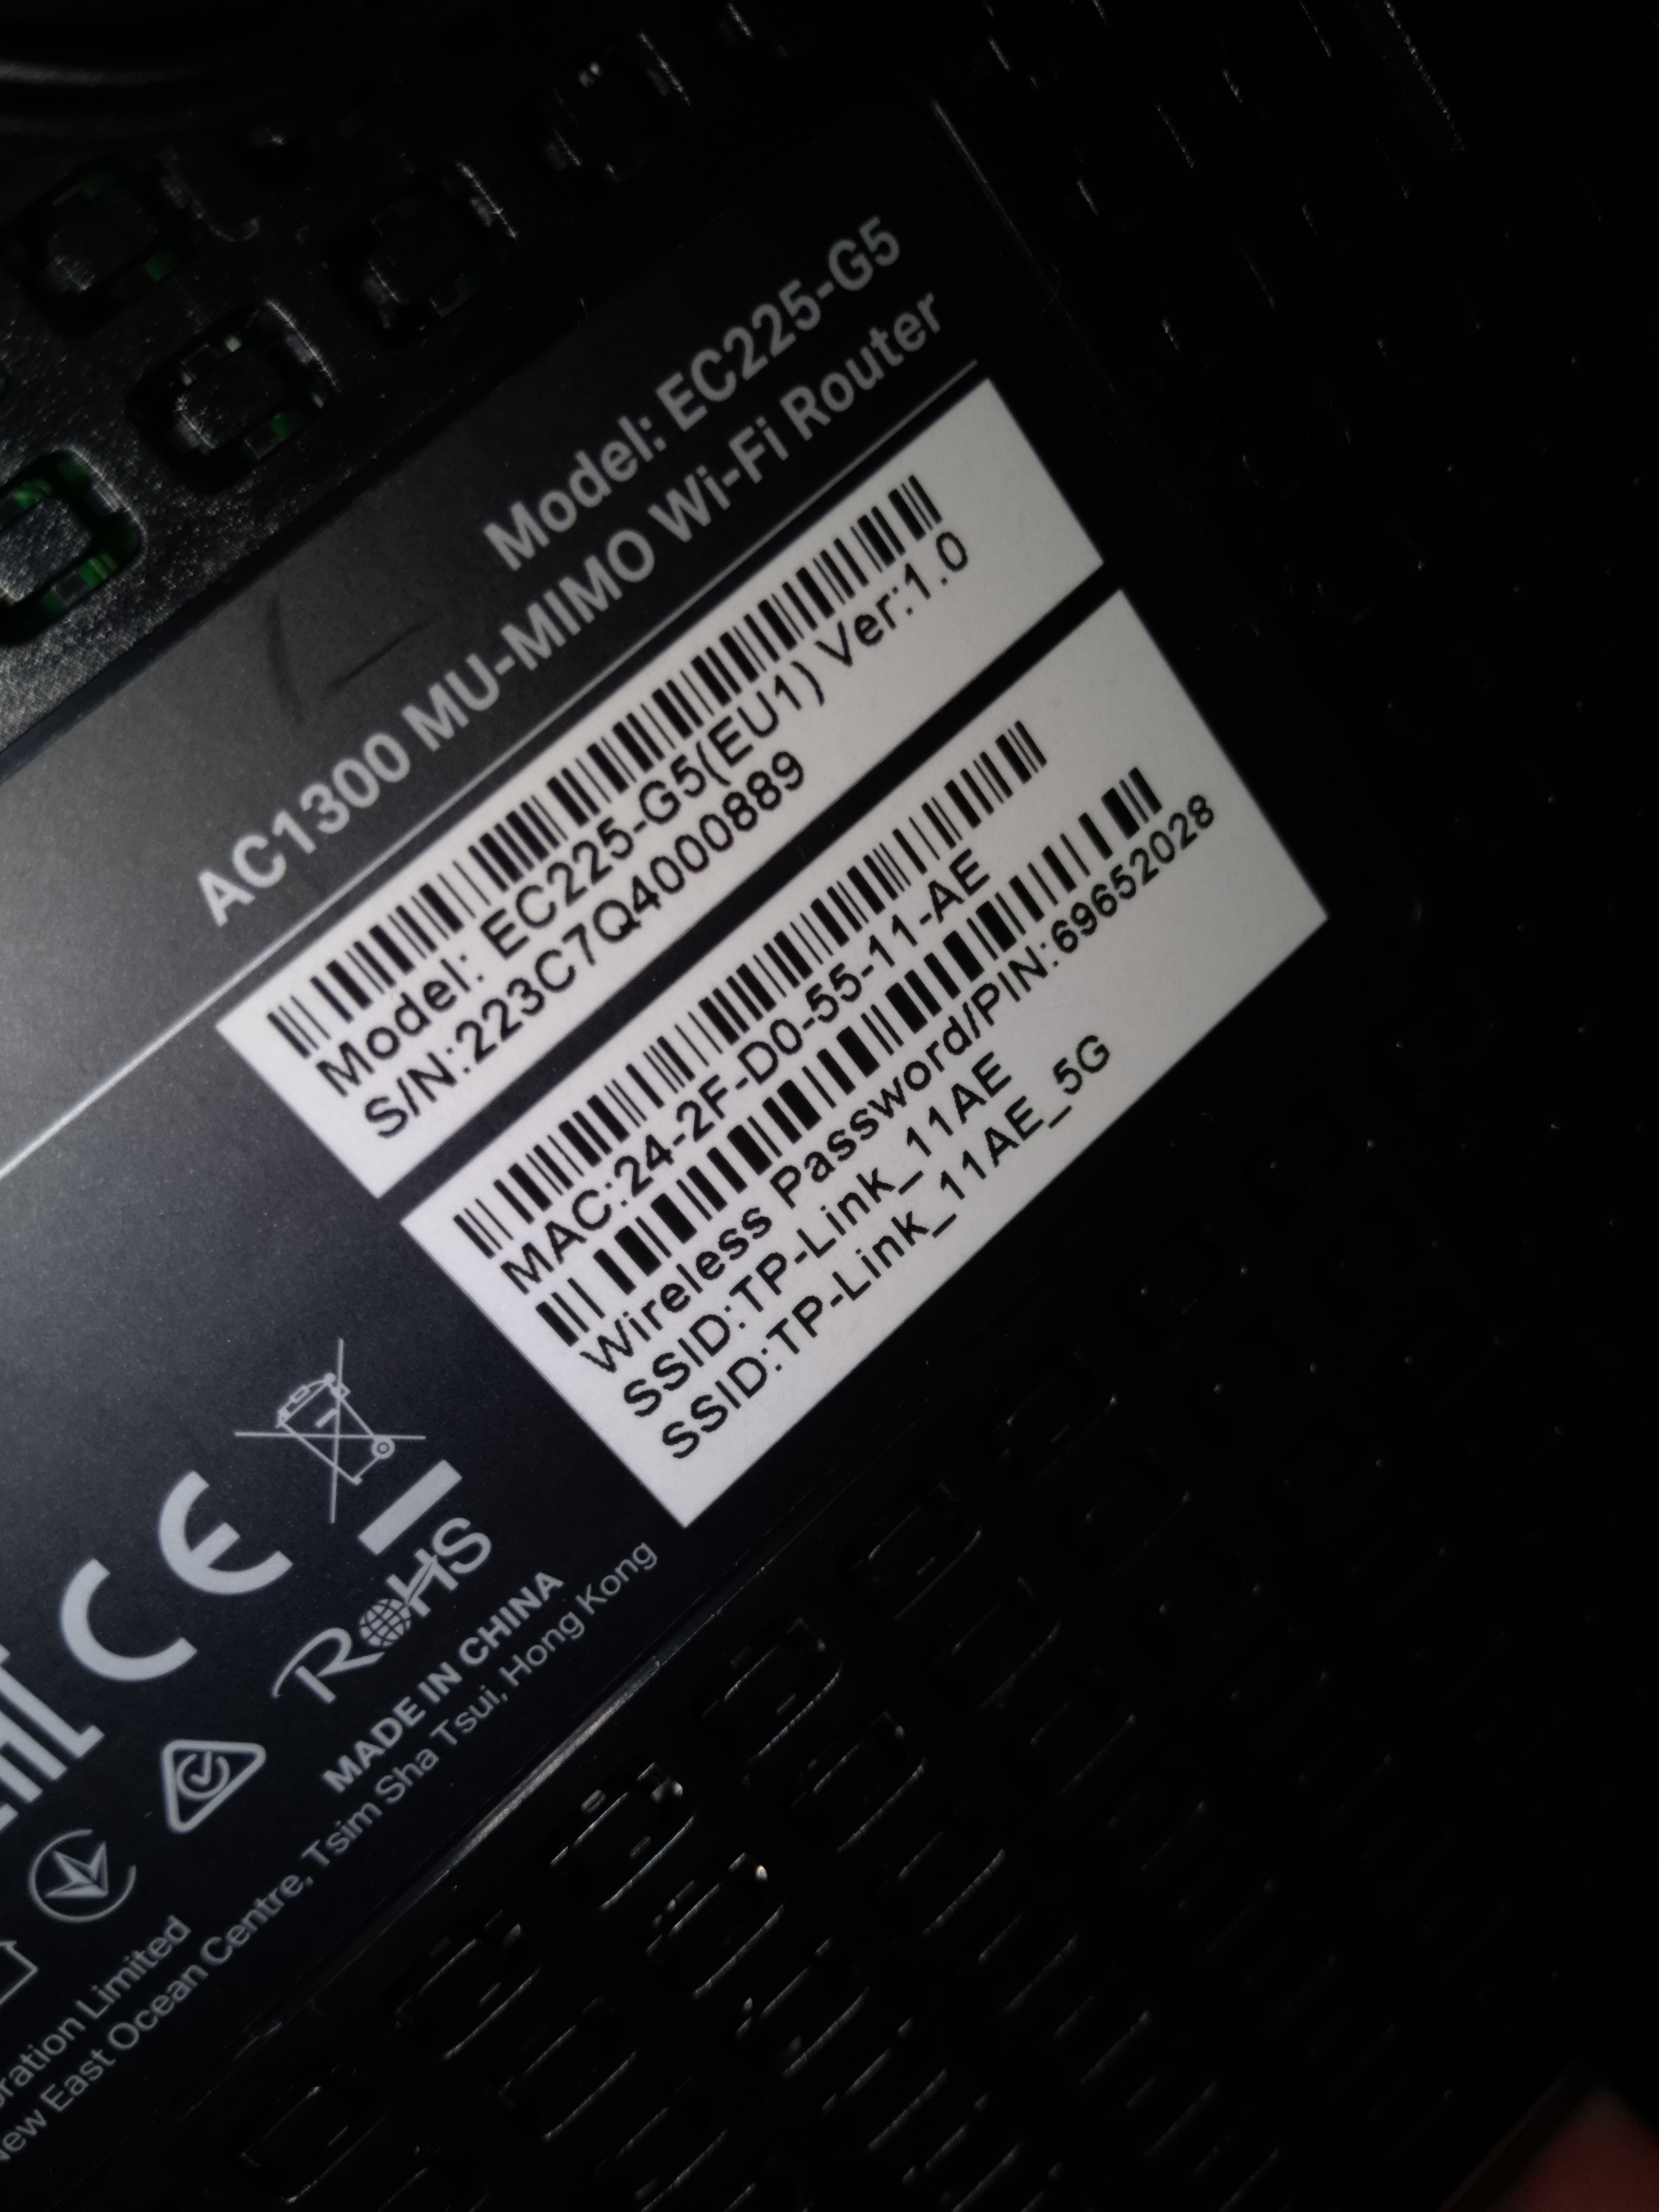 Model: EC225-G5
AC1300 MU-MIMO Wi-Fi Router
Model: EC225-G5(EU1) Ver:1.0
S/N:223C7Q4000889
MAC:24-2F-D0-55-11-AE
Wireless Password/PIN:69652028
SSID:TP-Link_11AE
SSID:TP-Link_11AE_5G
CE
RoHS
MADE IN CHINA
Limited
New East Ocean Centre, Tsim Sha Tsui, Hong Kong